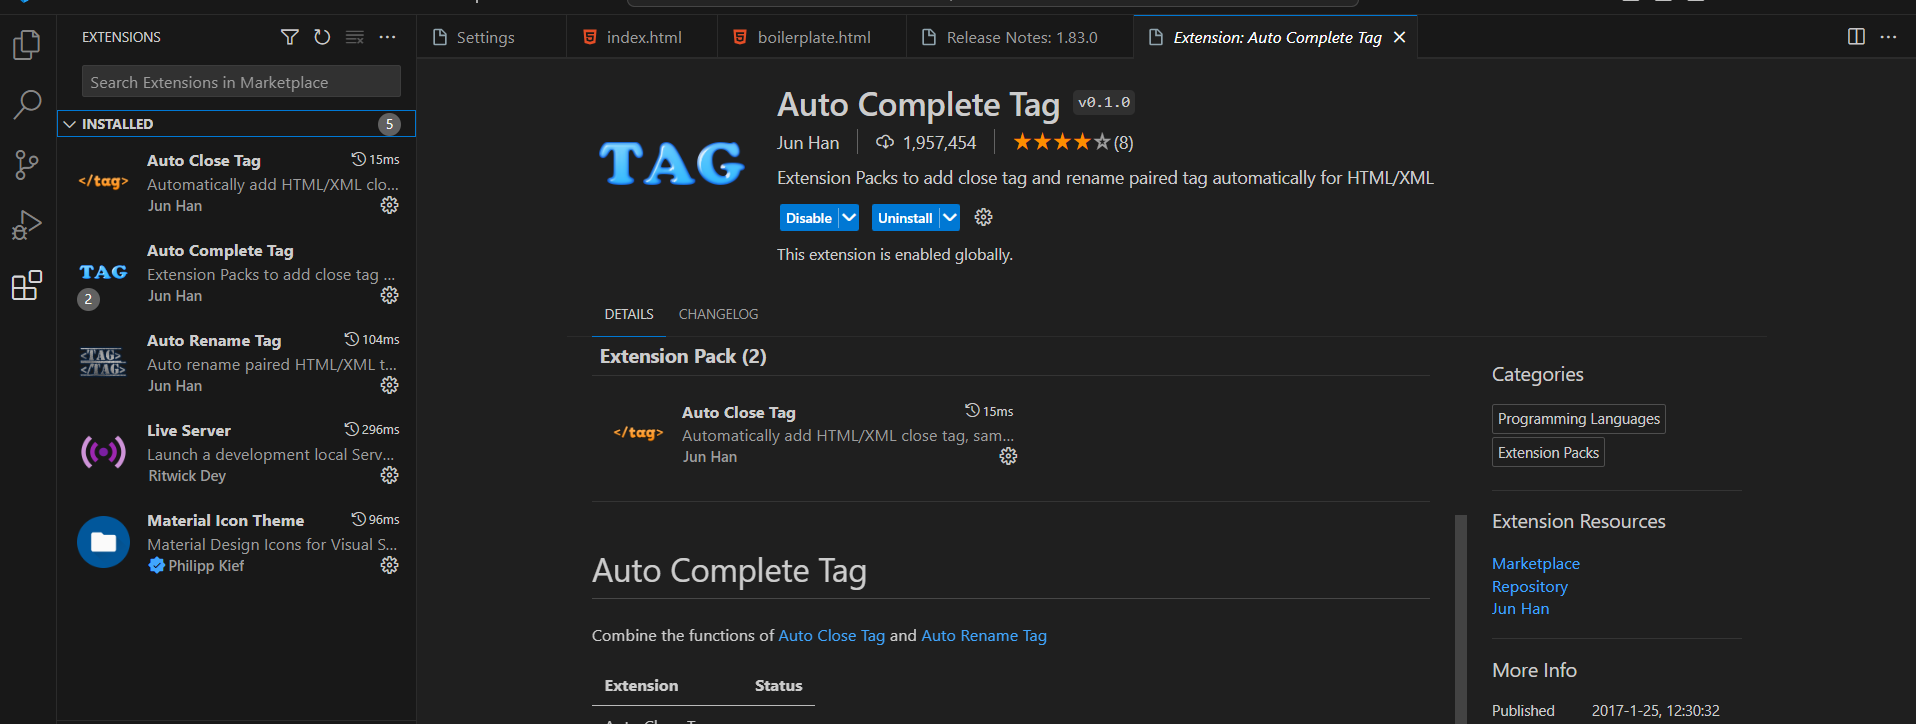 EXTENSIONS
Search Extensions in Marketplace
INSTALLED
5
Auto Close Tag
15ms
</tag>
Automatically add HTML/XML clo...
Jun Han
Auto Complete Tag
TAG
Extension Packs to add close tag ...
2
Jun Han
Auto Rename Tag
104ms
<TAG>
</TAG>
Auto rename paired HTML/XML t...
Jun Han
Live Server
296ms
Launch a development local Serv...
Ritwick Dey
Material Icon Theme
96ms
Material Design Icons for Visual S...
Philipp Kief
Settings
index.html
boilerplate.html
Release Notes: 1.83.0
Extension: Auto Complete Tag
TAG
Auto Complete Tag
v0.1.0
Jun Han
1,957,454
(8)
Extension Packs to add close tag and rename paired tag automatically for HTML/XML
Disable
Uninstall
This extension is enabled globally.
DETAILS
CHANGELOG
Extension Pack (2)
Auto Close Tag
15ms
</tag>
Automatically add HTML/XML close tag, sam...
Jun Han
Auto Complete Tag
Combine the functions of Auto Close Tag and Auto Rename Tag
Extension
Status
Categories
Programming Languages
Extension Packs
Extension Resources
Marketplace
Repository
Jun Han
More Info
Published
2017-1-25, 12:30:32